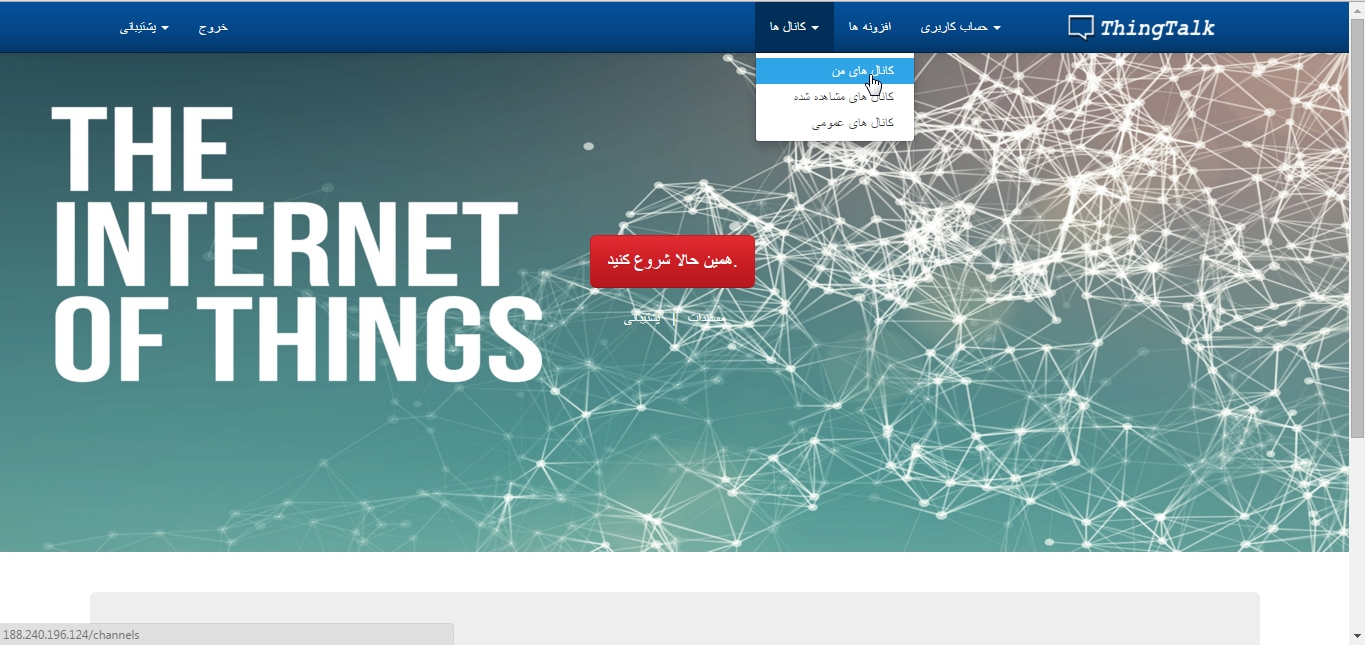 ThingTalk
حساب کاربری
افزونه ها
کانال ها
خروج
پشتیبانی
کانال های من
کانال های مشاهده شده
کانال های عمومی
THE
INTERNET
OF THINGS
همین حالا شروع کنید.
مستندات | پشتیبانی
188.240.196.124/channels